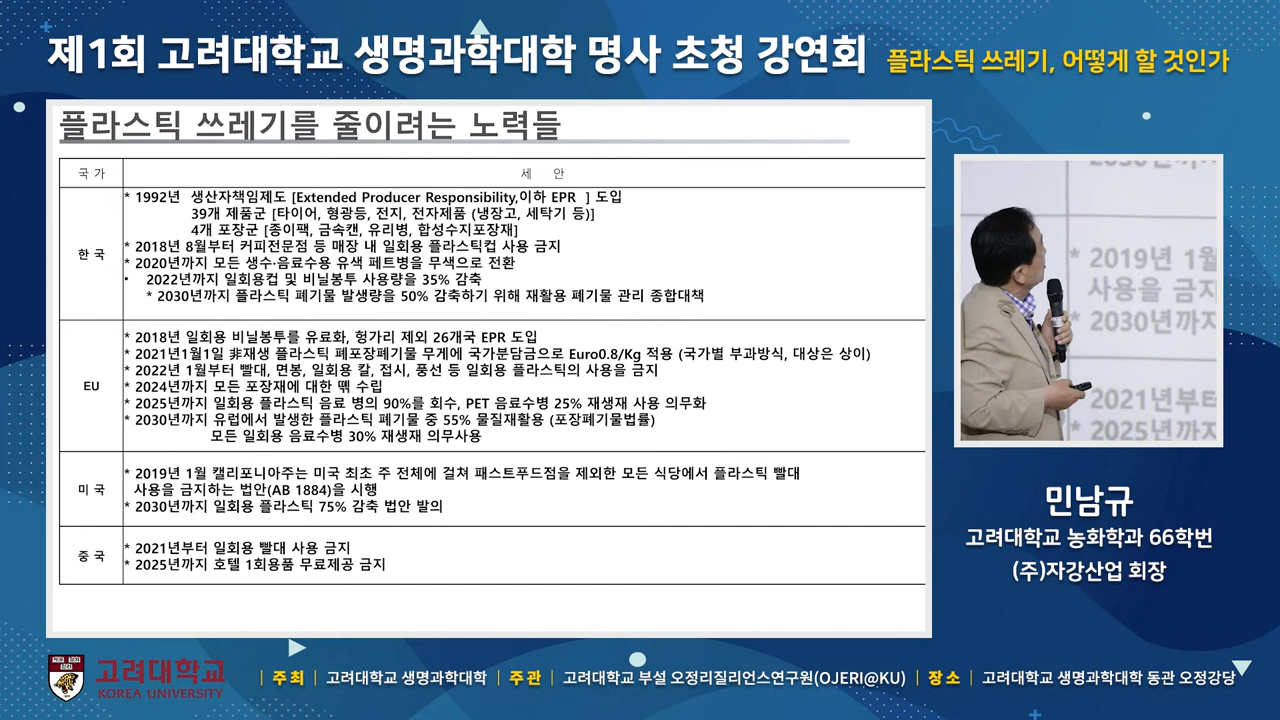 제1회 고려대학교 생명과학대학 명사 초청 강연회 플라스틱 쓰레기, 어떻게 할 것인가
플라스틱 쓰레기를 줄이려는 노력들
국 가 세 안
한 국
* 1992년 생산자책임제도 [Extended Producer Responsibility,이하 EPR ] 도입
39개 제품군 [타이어, 형광등, 전지, 전자제품 (냉장고, 세탁기 등)]
4개 포장군 [종이팩, 금속캔, 유리병, 합성수지포장재]
* 2018년 8월부터 커피전문점 등 매장 내 일회용 플라스틱컵 사용 금지
* 2020년까지 모든 생수·음료수용 유색 페트병을 무색으로 전환
• 2022년까지 일회용컵 및 비닐봉투 사용량을 35% 감축
* 2030년까지 플라스틱 폐기물 발생량을 50% 감축하기 위해 재활용 폐기물 관리 종합대책
EU
* 2018년 일회용 비닐봉투를 유료화, 헝가리 제외 26개국 EPR 도입
* 2021년1월1일 非재생 플라스틱 폐포장폐기물 무게에 국가분담금으로 Euro0.8/Kg 적용 (국가별 부과방식, 대상은 상이)
* 2022년 1월부터 빨대, 면봉, 일회용 칼, 접시, 풍선 등 일회용 플라스틱의 사용을 금지
* 2024년까지 모든 포장재에 대한 수립
* 2025년까지 일회용 플라스틱 음료 병의 90%를 회수, PET 음료수병 25% 재생재 사용 의무화
* 2030년까지 유럽에서 발생한 플라스틱 폐기물 중 55% 물질재활용 (포장폐기물법률)
모든 일회용 음료수병 30% 재생재 의무사용
미 국
* 2019년 1월 캘리포니아주는 미국 최초 주 전체에 걸쳐 패스트푸드점을 제외한 모든 식당에서 플라스틱 빨대
사용을 금지하는 법안(AB 1884)을 시행
* 2030년까지 일회용 플라스틱 75% 감축 법안 발의
중 국
* 2021년부터 일회용 빨대 사용 금지
* 2025년까지 호텔 1회용품 무료제공 금지
2030년까지
* 2019년 1월
사용을 금지
* 2030년까지
2021년부터
* 2025년까지
민남규
고려대학교 농화학과 66학번
(주)자강산업 회장
고려대학교
KOREA UNIVERSITY
| 주최 | 고려대학교 생명과학대학 | 주관 | 고려대학교 부설 오정리질리언스연구원(OJERI@KU) | 장소 | 고려대학교 생명과학대학 동관 오정강당